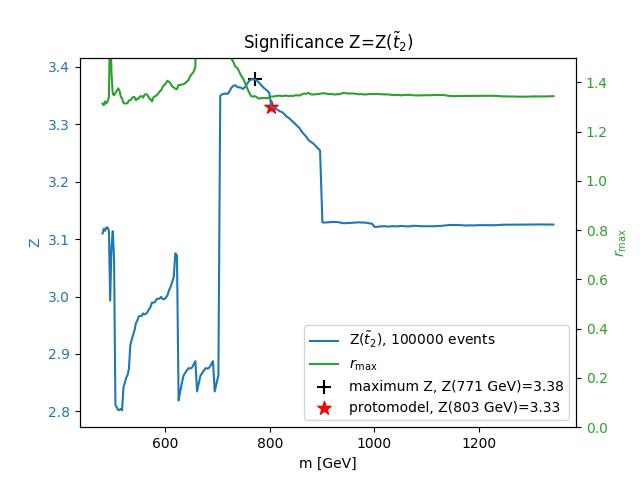 Significance Z=Z(t̃₂)
3.4
3.3
3.2
3.1
3.0
2.9
2.8
Z
1.4
1.2
1.0
0.8
0.6
0.4
0.2
0.0
r_max
600
800
1000
1200
m [GeV]
Z(t̃₂), 100000 events
r_max
maximum Z, Z(771 GeV)=3.38
protomodel, Z(803 GeV)=3.33